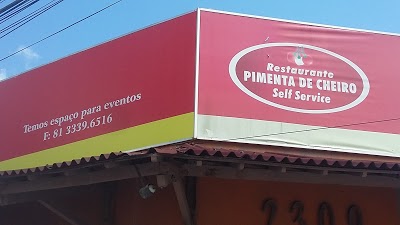 Temos espaço para eventos
F: 81 3339.6516
Restaurante
PIMENTA DE CHEIRO
Self Service